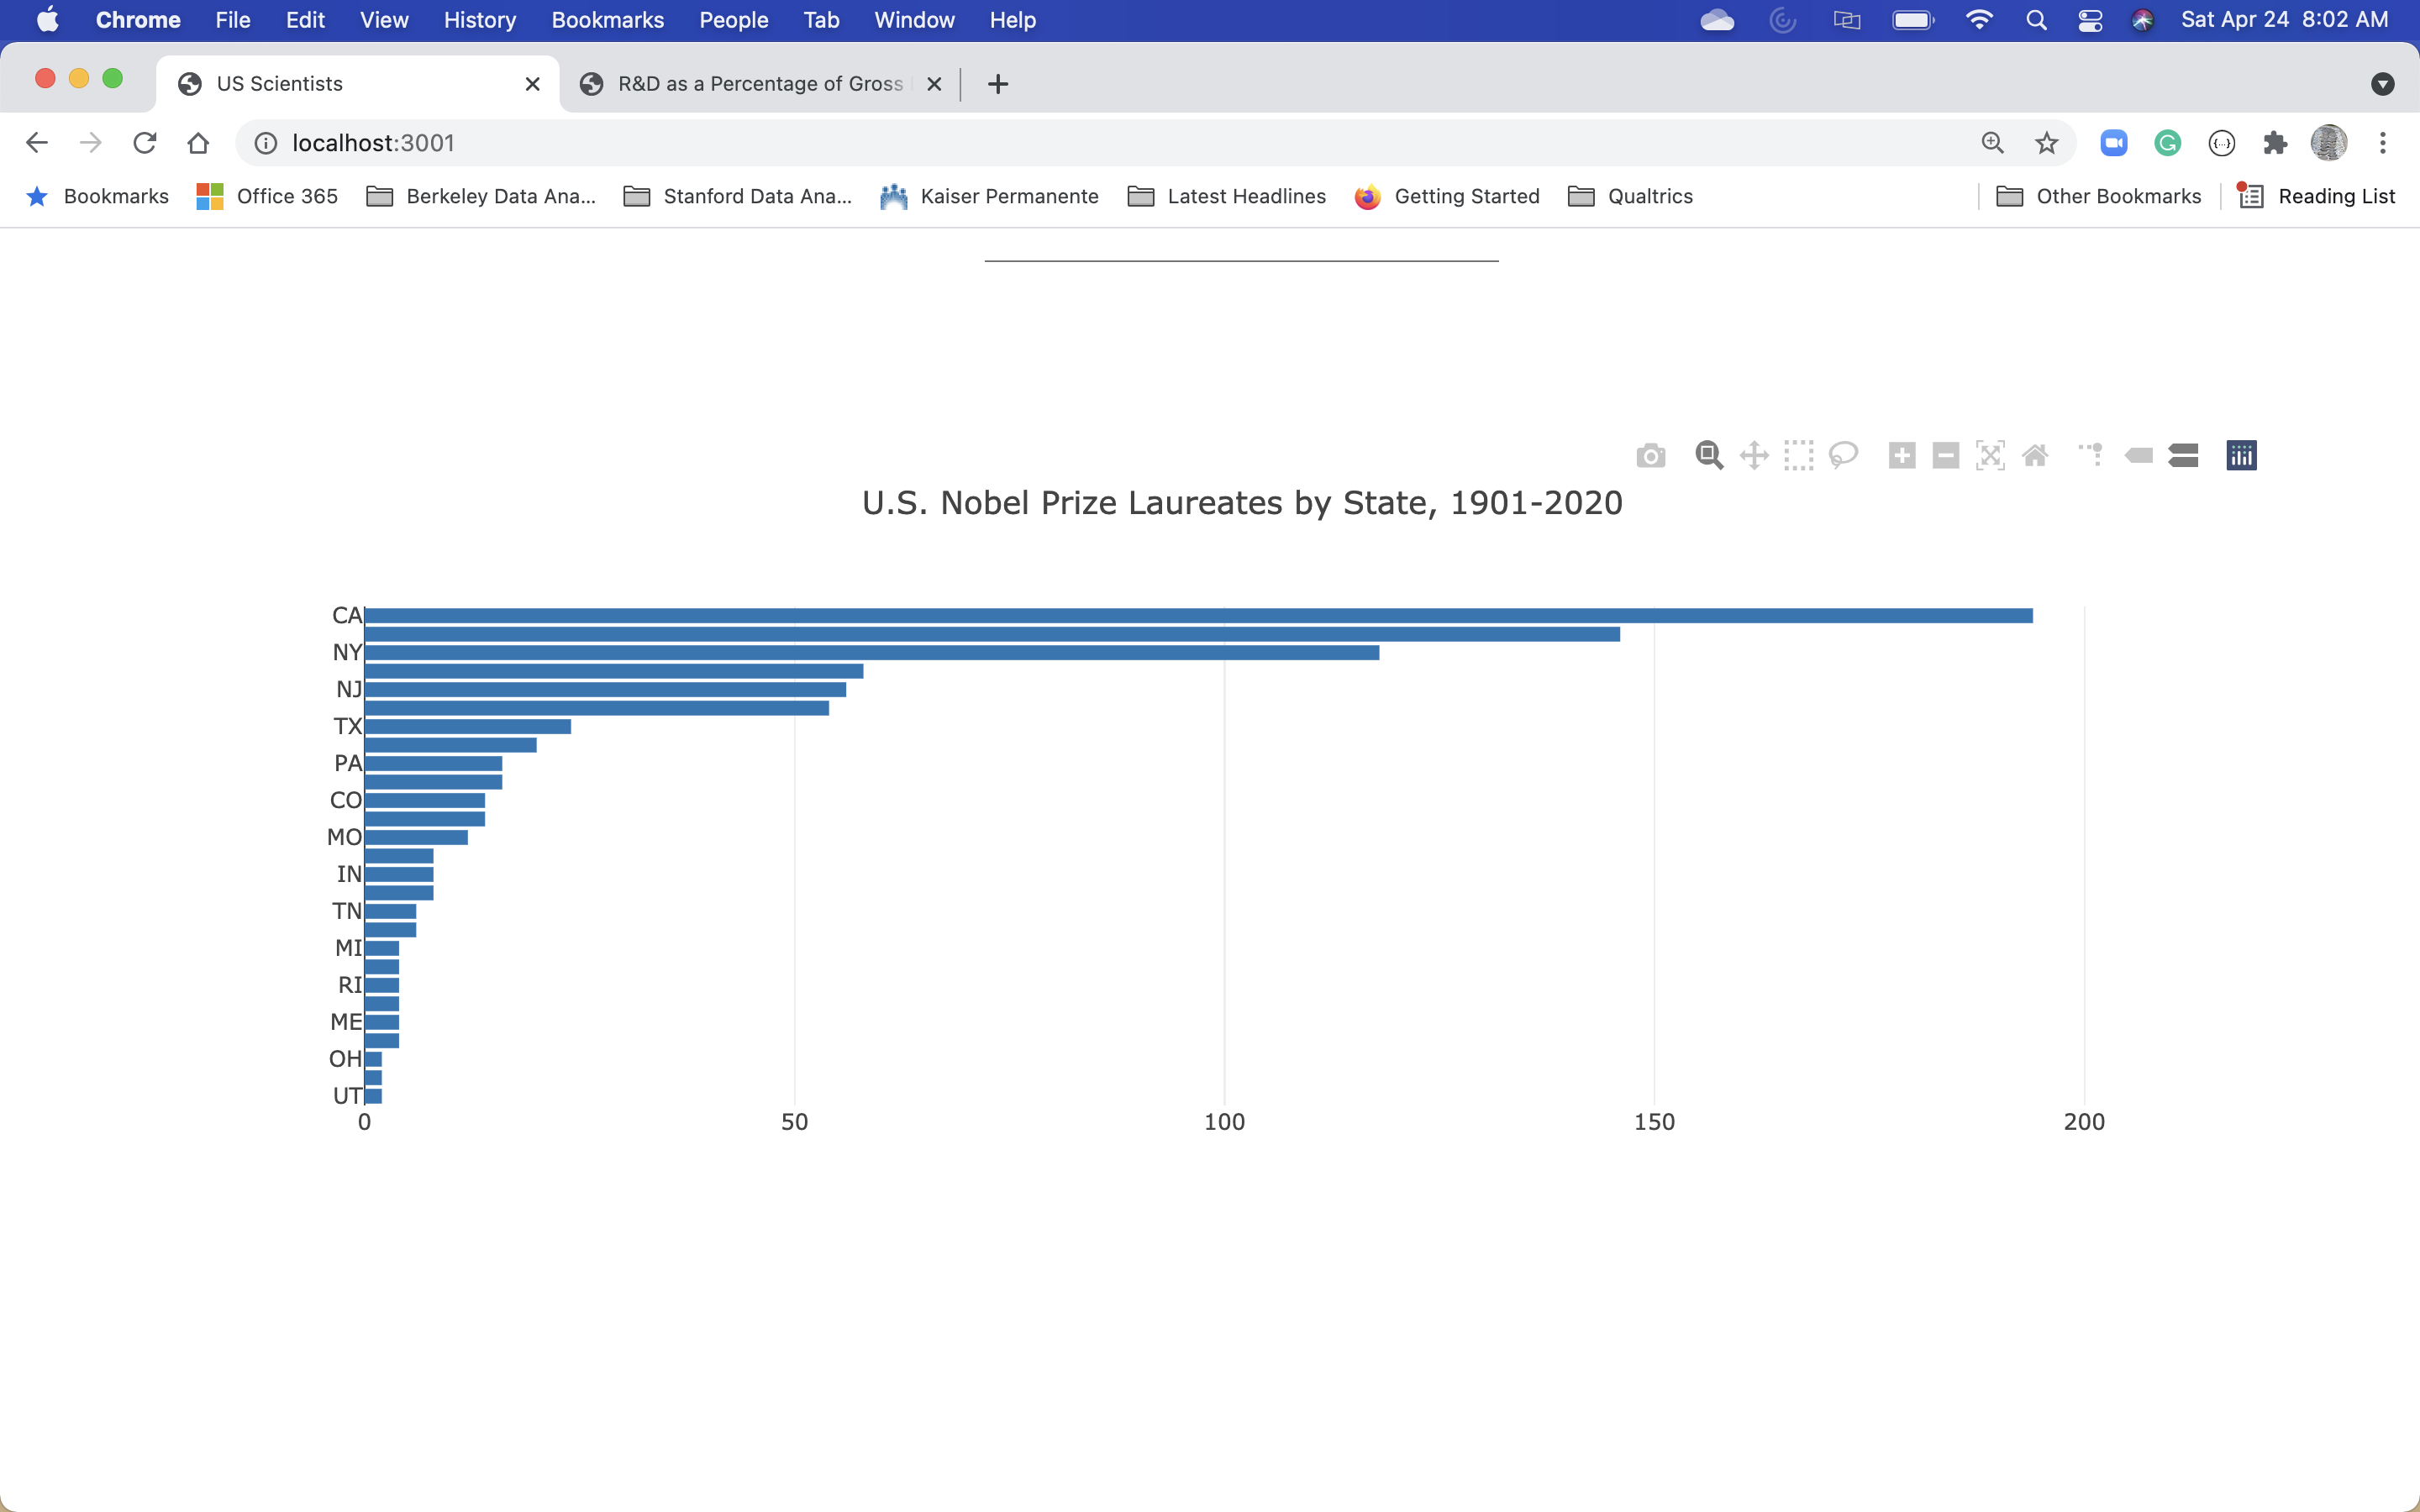 Chrome File Edit View History Bookmarks People Tab Window Help Sat Apr 24 8:02 AM
US Scientists R&D as a Percentage of Gross
localhost:3001
Bookmarks Office 365 Berkeley Data Ana... Stanford Data Ana... Kaiser Permanente Latest Headlines Getting Started Qualtrics Other Bookmarks Reading List
U.S. Nobel Prize Laureates by State, 1901-2020
CA
NY
NJ
TX
PA
CO
MO
IN
TN
MI
RI
ME
OH
UT
0 50 100 150 200